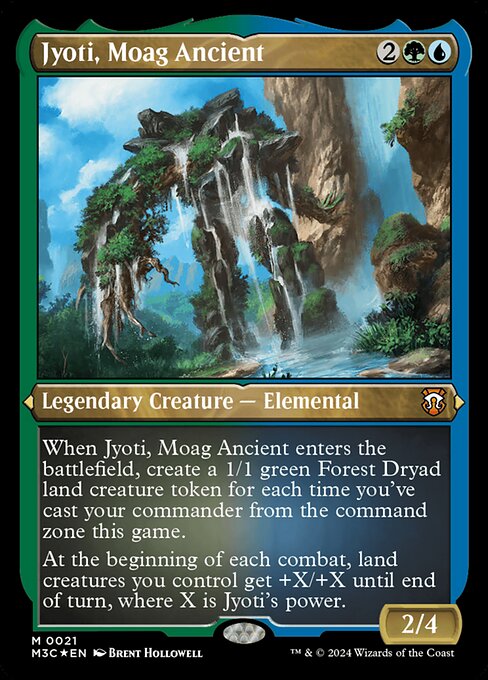 Jyoti, Moag Ancient 2
Legendary Creature — Elemental
When Jyoti, Moag Ancient enters the
battlefield, create a 1/1 green Forest Dryad
land creature token for each time you've
cast your commander from the command
zone this game.
At the beginning of each combat, land
creatures you control get +X/+X until end
of turn, where X is Jyoti's power.
2/4
M 0021
M3C★EN Brent Hollowell ™ & © 2024 Wizards of the Coast